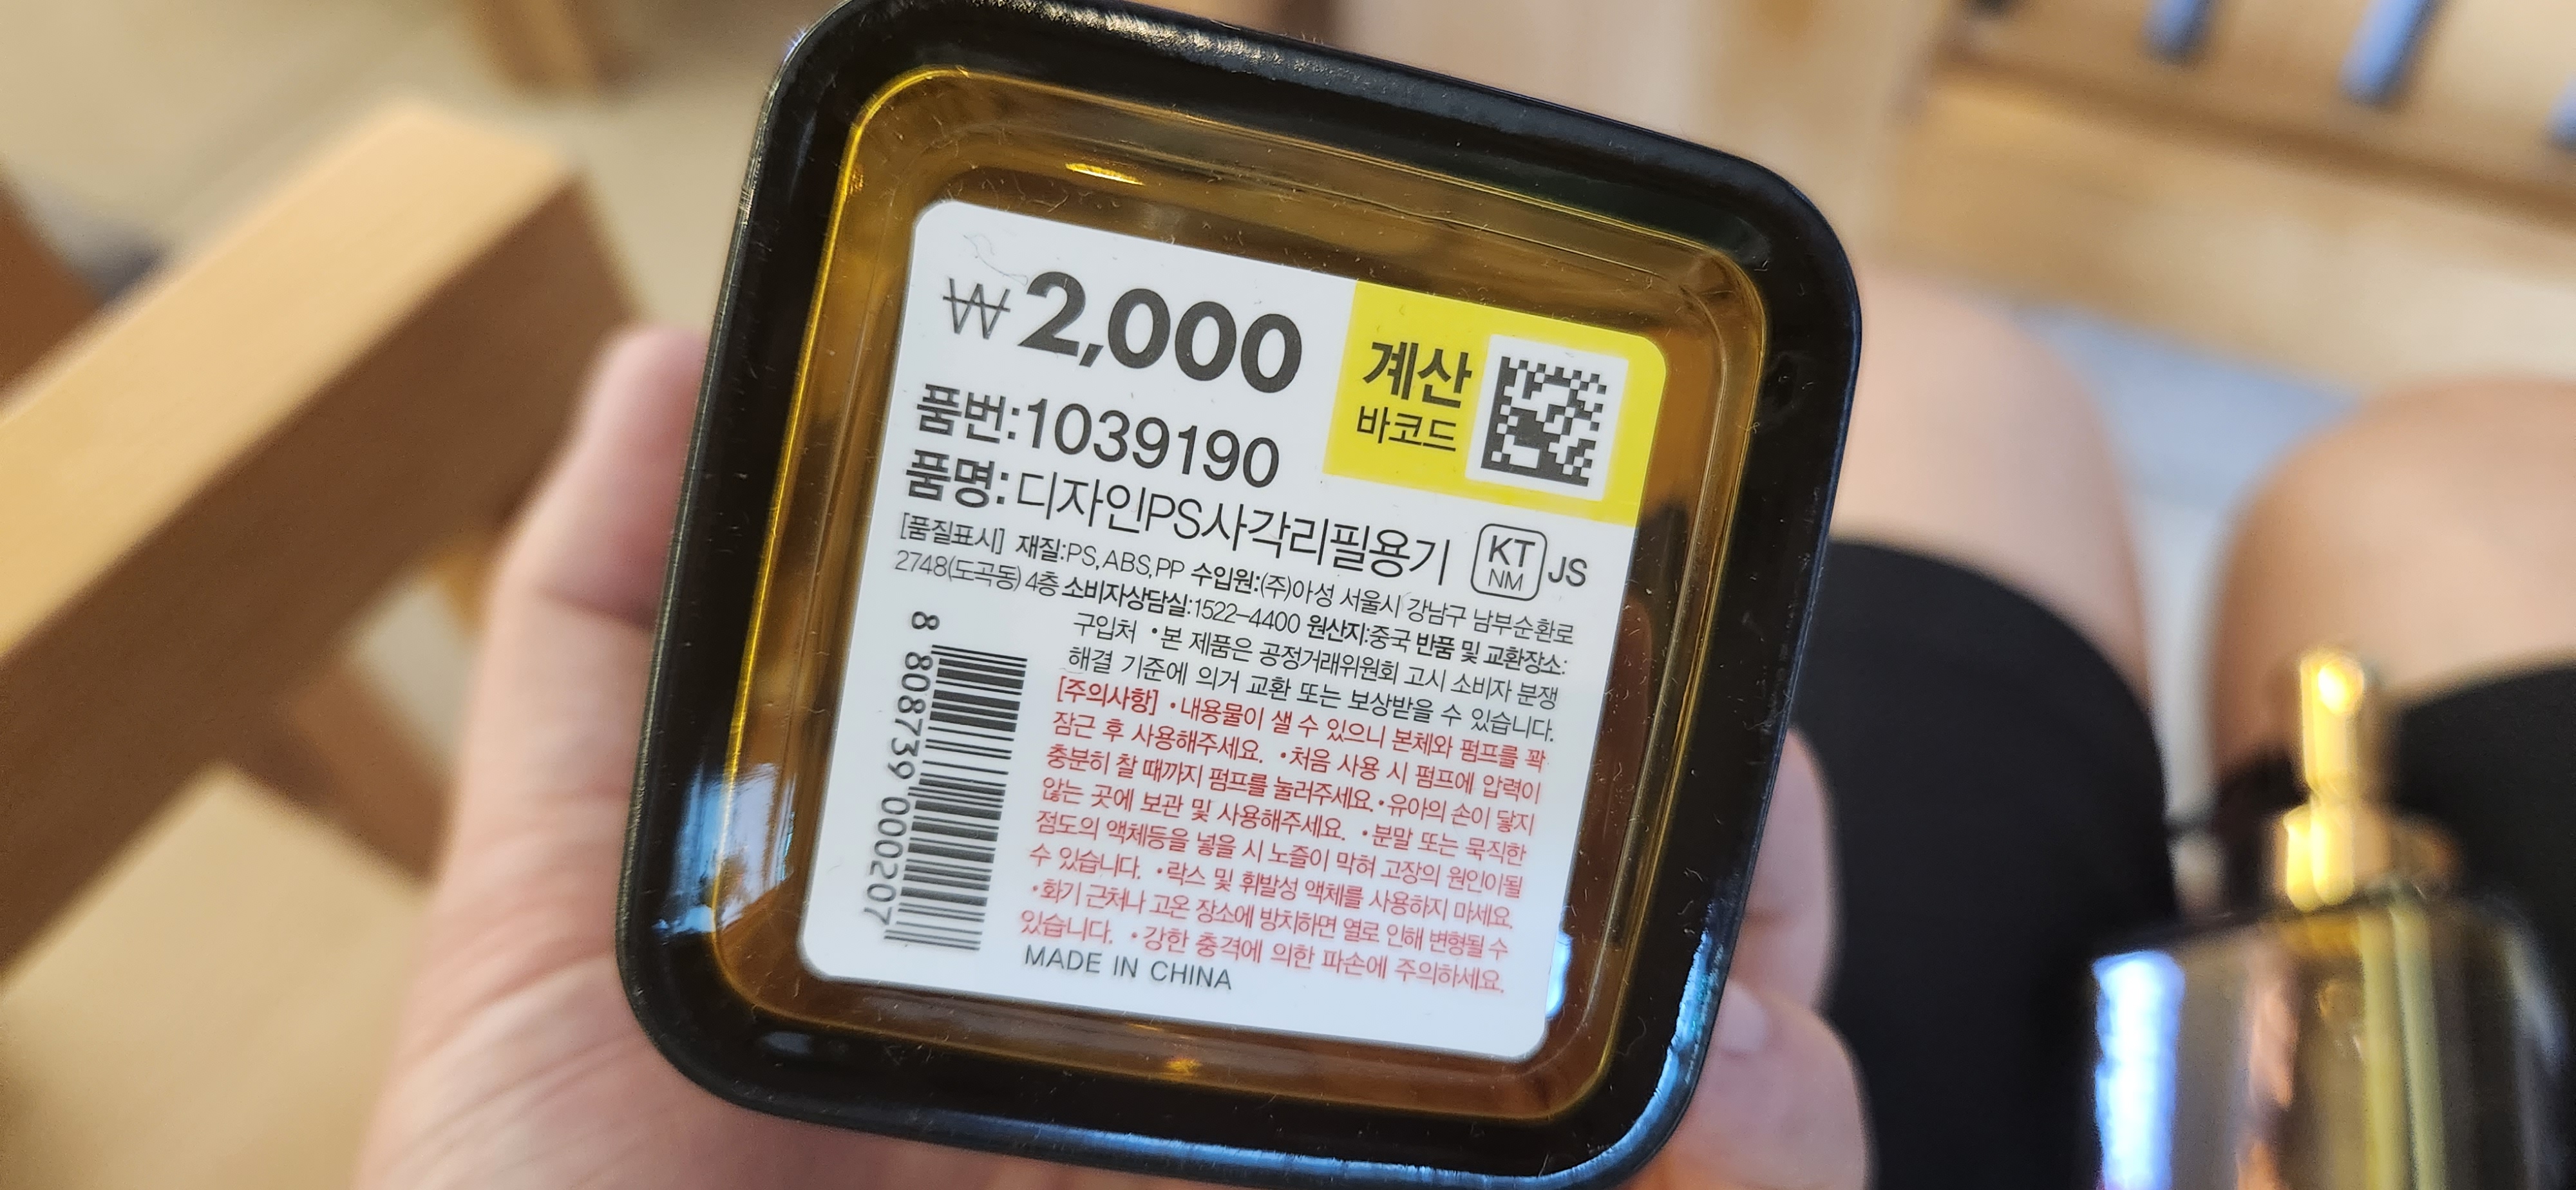 ₩2,000
계산
바코드
품번:1039190
품명:디자인PS사각리필용기
KT
NM
JS
[품질표시] 재질:PS,ABS,PP 수입원:(주)아성 서울시 강남구 남부순환로
2748(도곡동) 4층 소비자상담실:1522-4400 원산지:중국 반품 및 교환장소:
구입처 •본 제품은 공정거래위원회 고시 소비자 분쟁
해결 기준에 의거 교환 또는 보상받을 수 있습니다.
[주의사항] •내용물이 샐 수 있으니 본체와 펌프를 꽉
잠근 후 사용해주세요. •처음 사용 시 펌프에 압력이
충분히 찰 때까지 펌프를 눌러주세요.•유아의 손이 닿지
않는 곳에 보관 및 사용해주세요. •분말 또는 묵직한
점도의 액체등을 넣을 시 노즐이 막혀 고장의 원인이될
수 있습니다. •락스 및 휘발성 액체를 사용하지 마세요.
•화기 근처나 고온 장소에 방치하면 열로 인해 변형될 수
있습니다. •강한 충격에 의한 파손에 주의하세요.
MADE IN CHINA
8 808739 000207